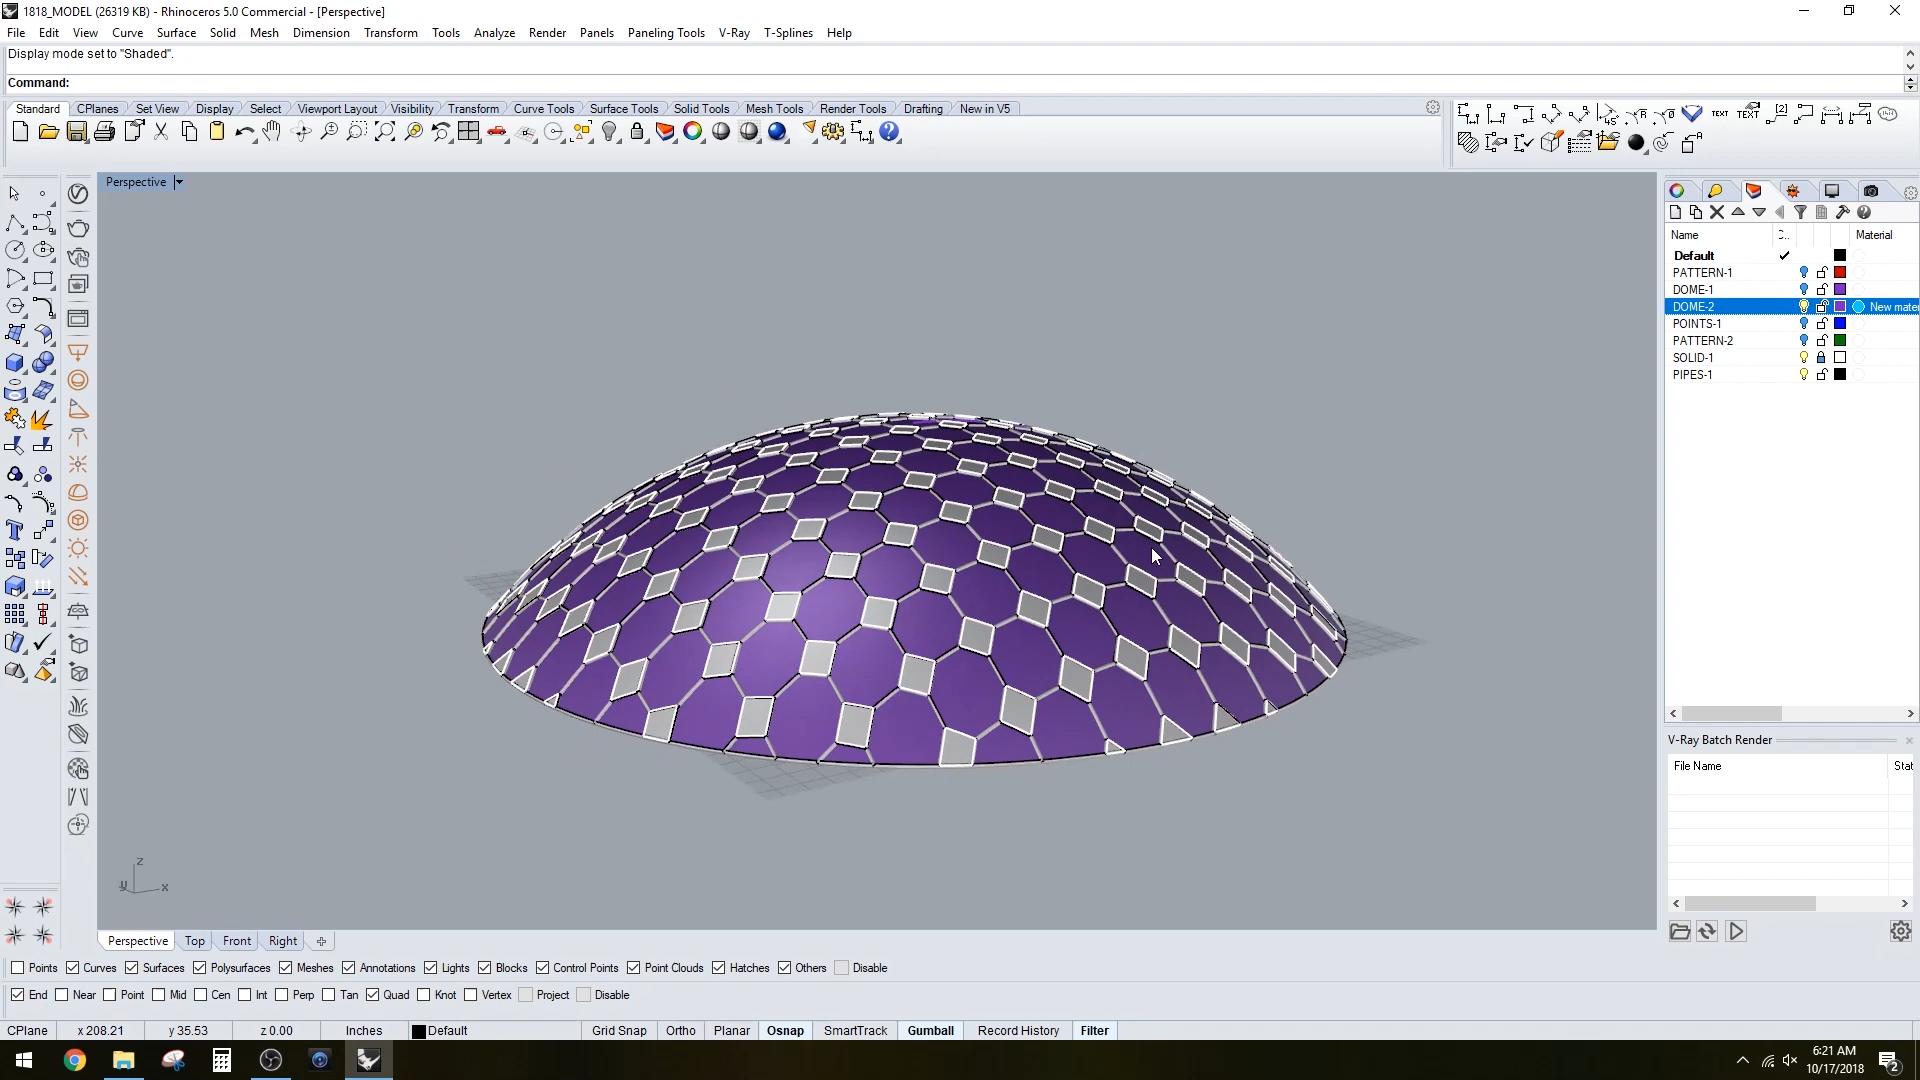 1818_MODEL (26319 KB) - Rhinoceros 5.0 Commercial - [Perspective]
File Edit View Curve Surface Solid Mesh Dimension Transform Tools Analyze Render Panels Paneling Tools V-Ray T-Splines Help
Display mode set to "Shaded".
Command:
Standard CPlanes Set View Display Select Viewport Layout Visibility Transform Curve Tools Surface Tools Solid Tools Mesh Tools Render Tools Drafting New in V5
TEXT TEXT
Perspective
Name Material
Default
PATTERN-1
DOME-1
DOME-2 New mate
POINTS-1
PATTERN-2
SOLID-1
PIPES-1
V-Ray Batch Render
File Name Stat
z
y x
Perspective Top Front Right
Points Curves Surfaces Polysurfaces Meshes Annotations Lights Blocks Control Points Point Clouds Hatches Others Disable
End Near Point Mid Cen Int Perp Tan Quad Knot Vertex Project Disable
CPlane x 208.21 y 35.53 z 0.00 Inches Default Grid Snap Ortho Planar Osnap SmartTrack Gumball Record History Filter
6:21 AM
10/17/2018
2